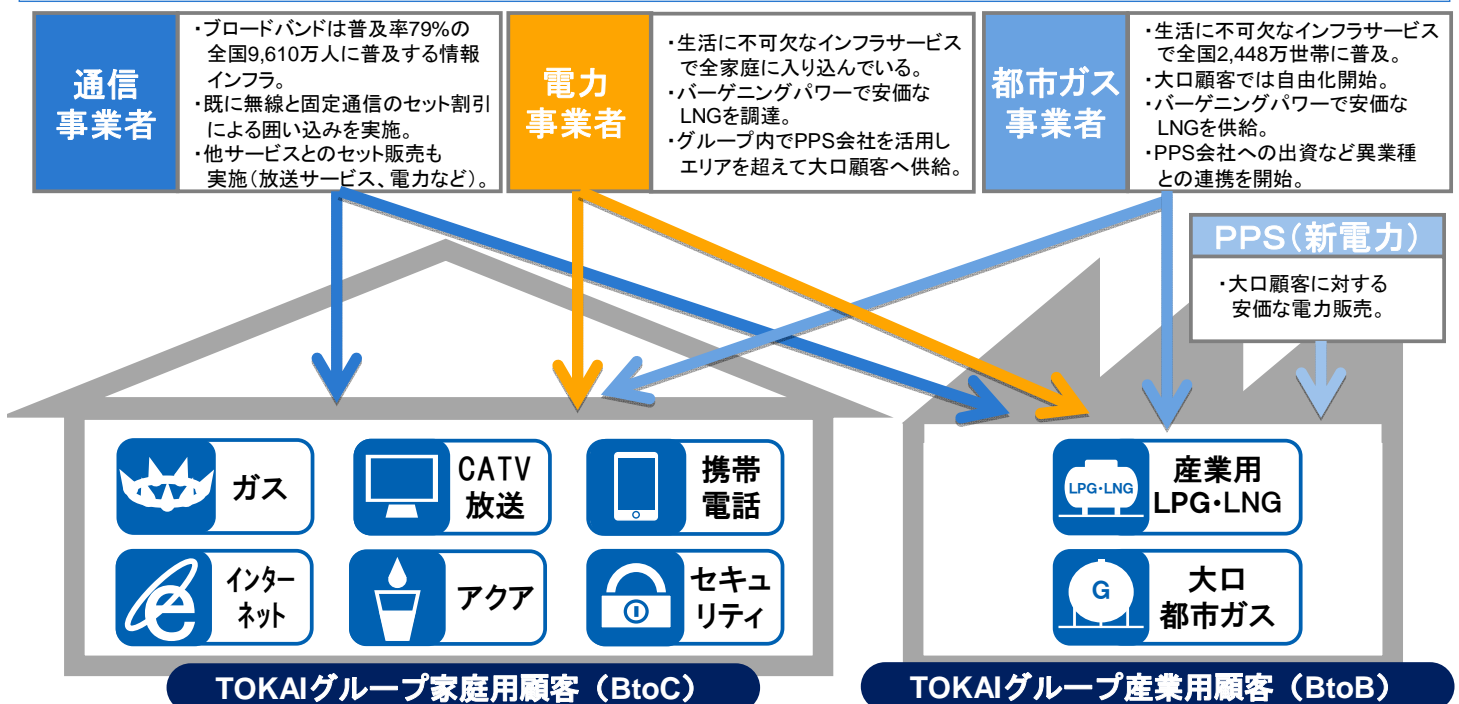 通信
事業者
・ブロードバンドは普及率79%の
全国9,610万人に普及する情報
インフラ。
・既に無線と固定通信のセット割引
による囲い込みを実施。
・他サービスとのセット販売も
実施(放送サービス、電力など)。
電力
事業者
・生活に不可欠なインフラサービス
で全家庭に入り込んでいる。
・バーゲニングパワーで安価な
LNGを調達。
・グループ内でPPS会社を活用し
エリアを超えて大口顧客へ供給。
都市ガス
事業者
・生活に不可欠なインフラサービス
で全国2,448万世帯に普及。
・大口顧客では自由化開始。
・バーゲニングパワーで安価な
LNGを供給。
・PPS会社への出資など異業種
との連携を開始。
PPS(新電力)
・大口顧客に対する
安価な電力販売。
ガス
CATV
放送
携帯
電話
インター
ネット
アクア
セキュ
リティ
LPG・LNG
産業用
LPG・LNG
G
大口
都市ガス
TOKAIグループ家庭用顧客(BtoC)
TOKAIグループ産業用顧客(BtoB)